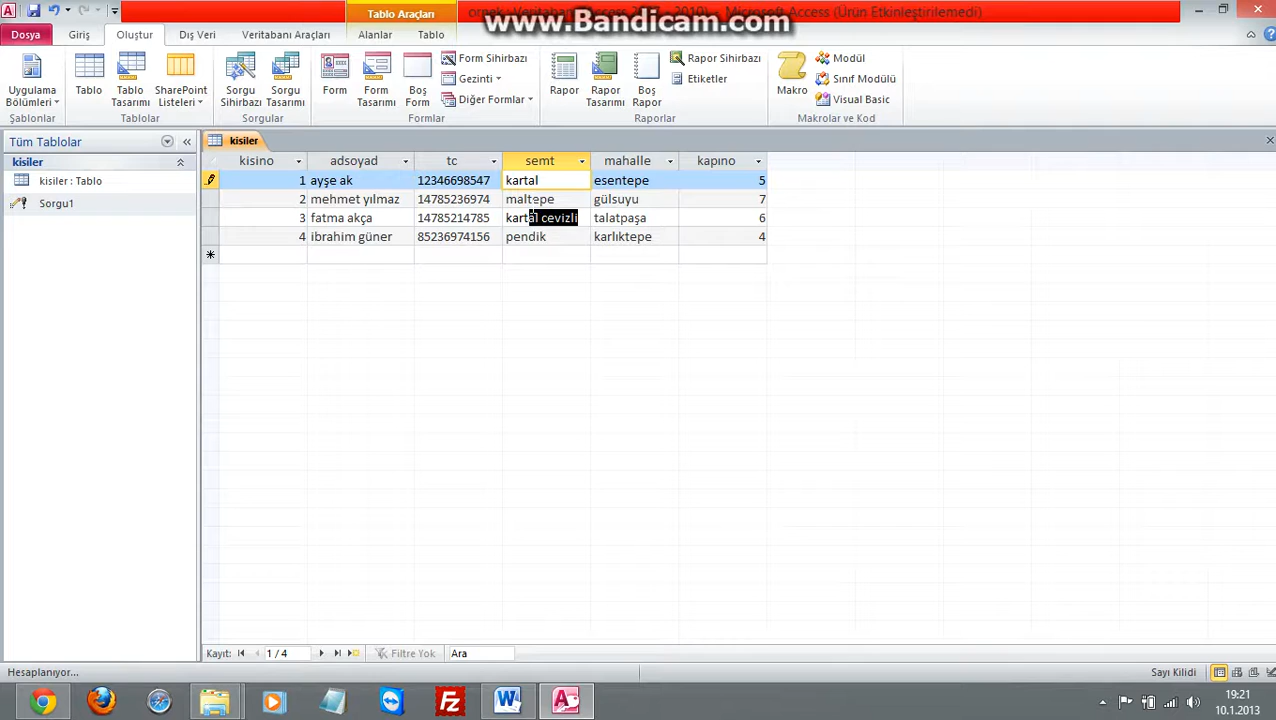 Tablo Araçları
www.Bandicam.com
Microsoft Access (Ürün Etkinleştirilemedi)
Dosya Giriş Oluştur Dış Veri Veritabanı Araçları Alanlar Tablo
Uygulama Bölümleri
Tablo
Tablo Tasarımı
SharePoint Listeleri
Sorgu Sihirbazı
Sorgu Tasarımı
Form
Form Tasarımı
Boş Form
Form Sihirbazı
Gezinti
Diğer Formlar
Rapor
Rapor Tasarımı
Boş Rapor
Rapor Sihirbazı
Etiketler
Makro
Modül
Sınıf Modülü
Visual Basic
Şablonlar Tablolar Sorgular Formlar Raporlar Makrolar ve Kod
Tüm Tablolar
kisiler
kisiler : Tablo
Sorgu1
kisiler
kisino adsoyad tc semt mahalle kapıno
1 ayşe ak 12346698547 kartal esentepe 5
2 mehmet yılmaz 14785236974 maltepe gülsuyu 7
3 fatma akça 14785214785 kartal cevizli talatpaşa 6
4 ibrahim güner 85236974156 pendik karlıktepe 4
Kayıt: 1 / 4 Filtre Yok Ara
Hesaplanıyor... Sayı Kilidi
19:21
10.1.2013